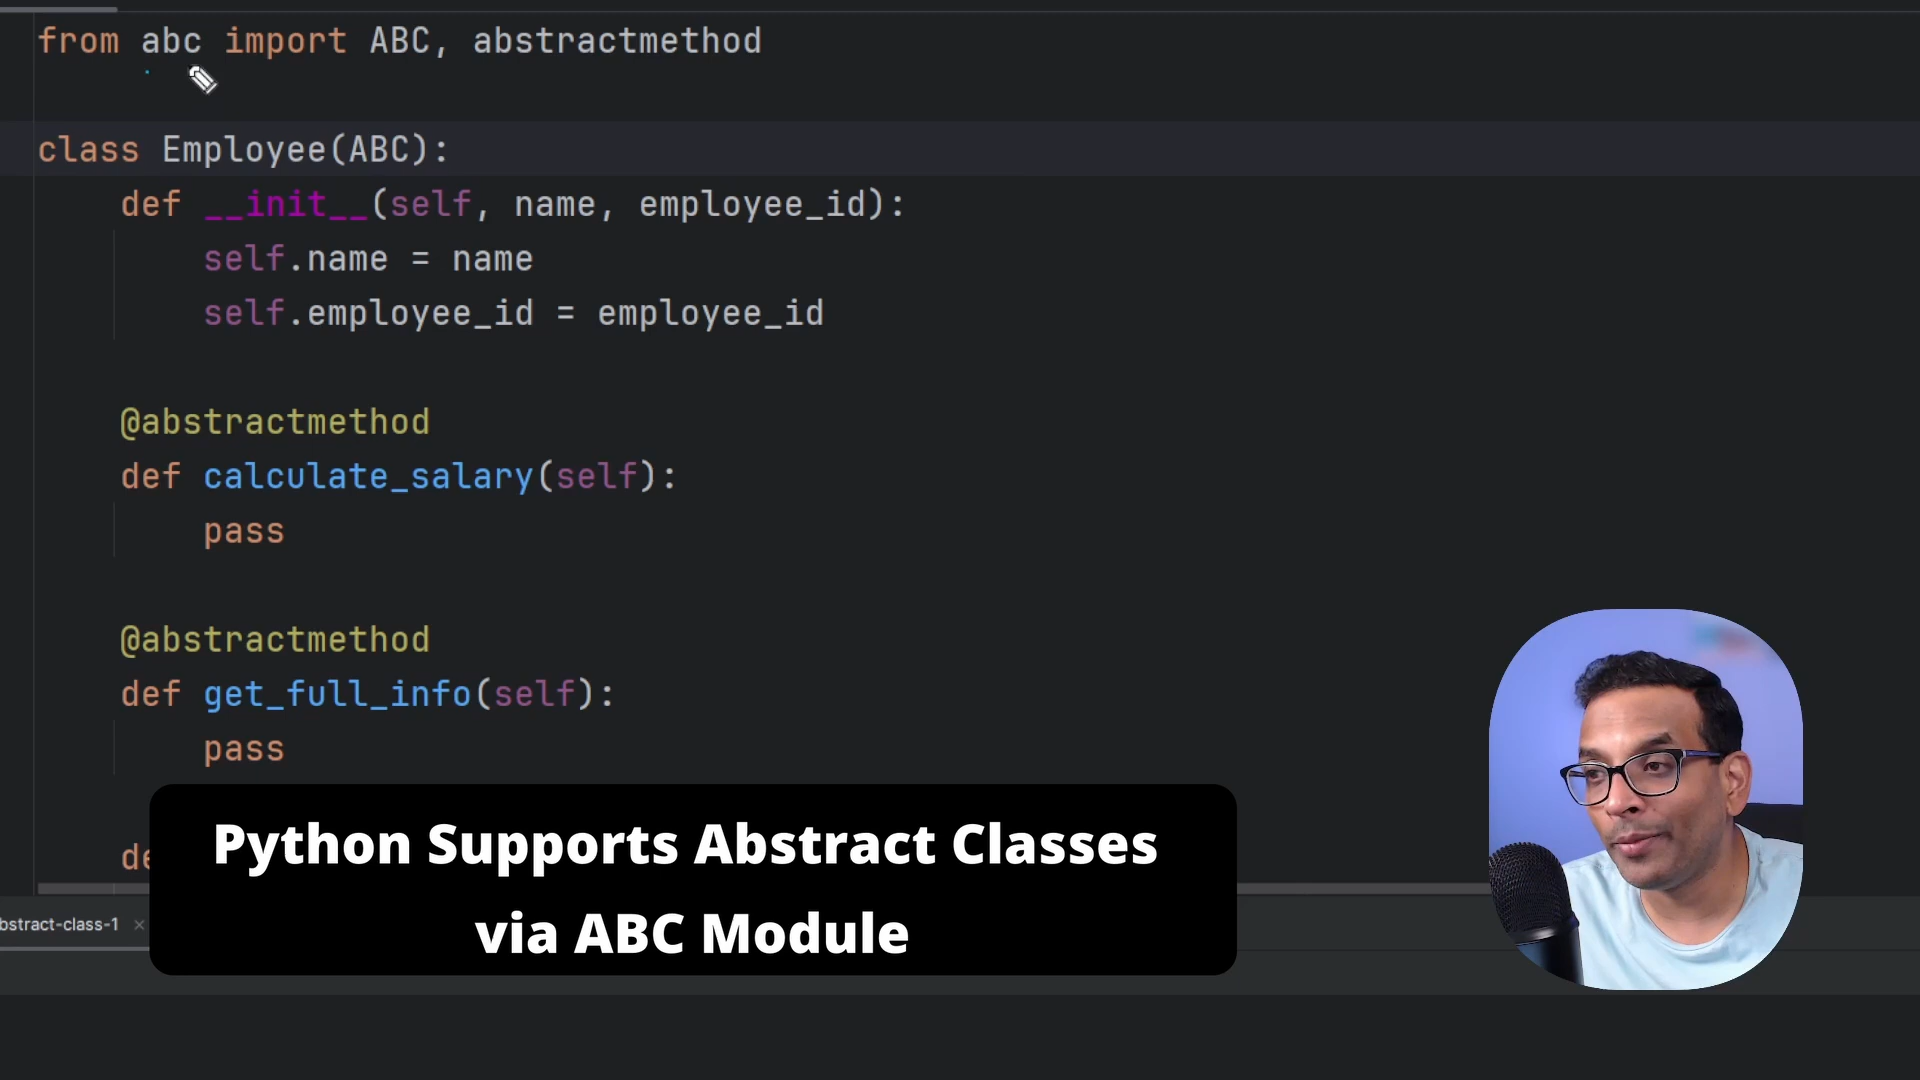 from abc import ABC, abstractmethod
class Employee(ABC):
def __init__(self, name, employee_id):
self.name = name
self.employee_id = employee_id
@abstractmethod
def calculate_salary(self):
pass
@abstractmethod
def get_full_info(self):
pass
de
Python Supports Abstract Classes
via ABC Module
bstract-class-1 ×